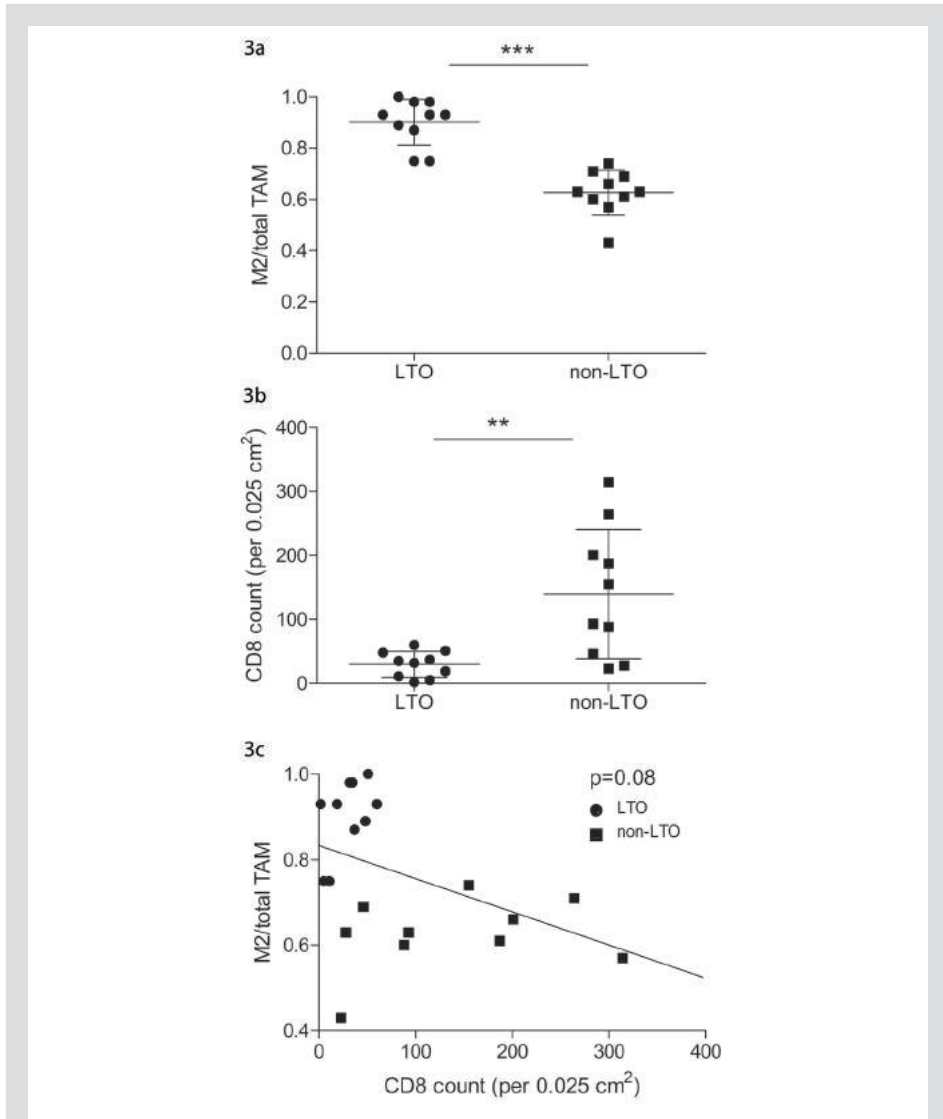 3a
***
1.0
0.8
0.6
0.4
0.2
0.0
M2/total TAM
LTO
non-LTO
3b
**
400
300
200
100
0
CD8 count (per 0.025 cm²)
LTO
non-LTO
3c
p=0.08
LTO
non-LTO
1.0
0.8
0.6
0.4
M2/total TAM
0 100 200 300 400
CD8 count (per 0.025 cm²)